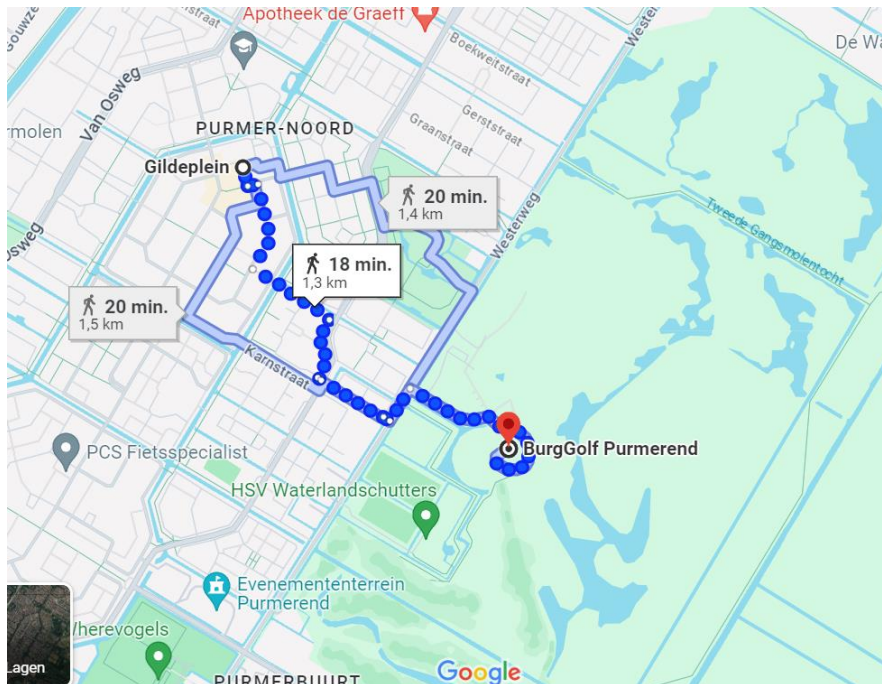 Apotheek de Graeff
Boekweitstraat
De Wa
Van Osweg
ermolen
PURMER-NOORD
Gerststraat
Graanstraat
Gildeplein
20 min.
1,4 km
Westerweg
Tweede Gangsmolentocht
Osweg
18 min.
1,3 km
20 min.
1,5 km
Karnstraat
PCS Fietsspecialist
BurgGolf Purmerend
HSV Waterlandschutters
Evenemententerrein
Purmerend
Wherevogels
Lagen
Google
PURMERBUURT